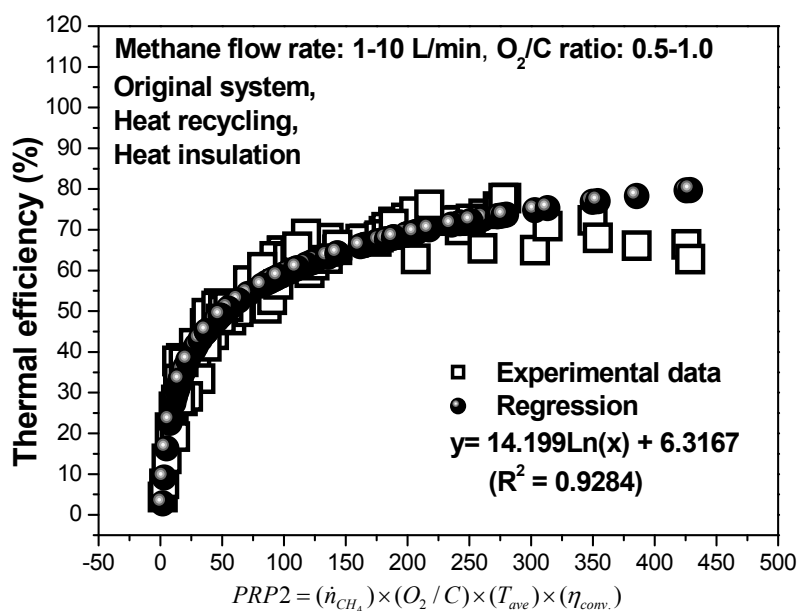 Methane flow rate: 1-10 L/min, O₂/C ratio: 0.5-1.0
Original system,
Heat recycling,
Heat insulation
Thermal efficiency (%)
120
110
100
90
80
70
60
50
40
30
20
10
0
Experimental data
Regression
y= 14.199Ln(x) + 6.3167
(R² = 0.9284)
-50 0 50 100 150 200 250 300 350 400 450 500
PRP2 = (ṅ_CH₄)×(O₂ / C)×(T_ave)×(η_conv.)